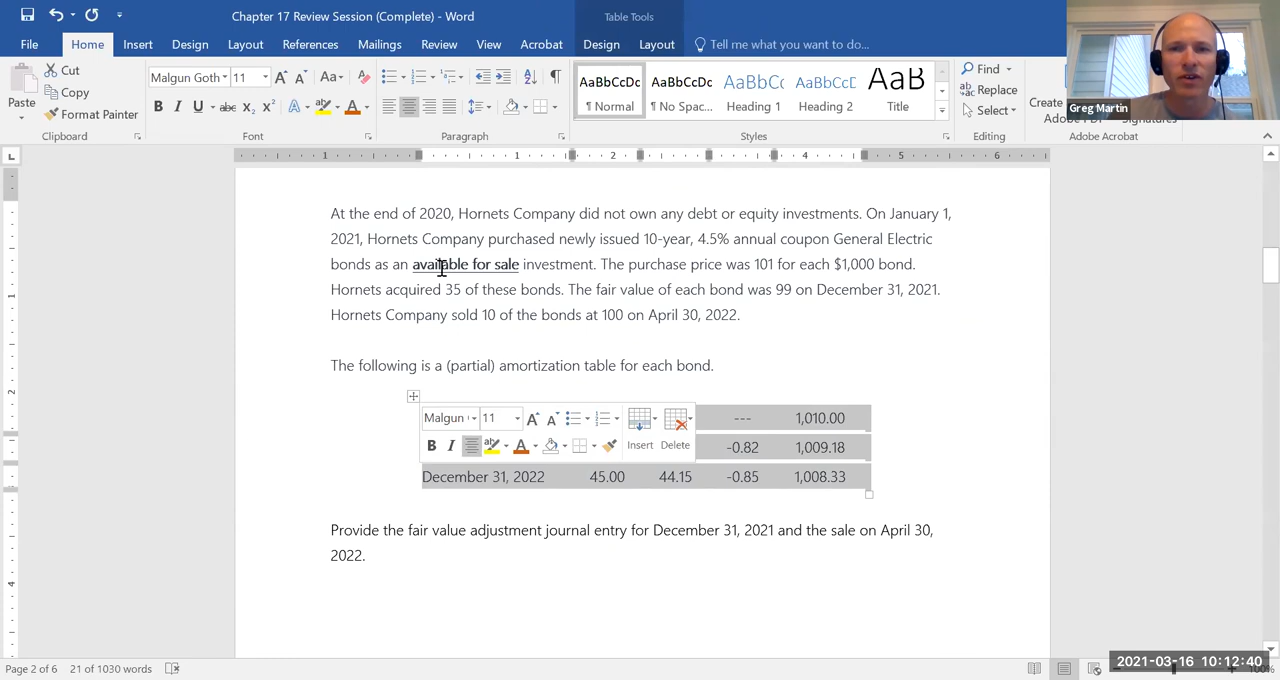 Chapter 17 Review Session (Complete) - Word
Table Tools
File Home Insert Design Layout References Mailings Review View Acrobat Design Layout Tell me what you want to do...
Greg Martin
Paste
Cut
Copy
Format Painter
Malgun Goth 11
AaBbCcDc AaBbCcDc AaBbCc AaBbCcD AaB
¶ Normal ¶ No Spac... Heading 1 Heading 2 Title
Find
Replace
Select
Create
Clipboard Font Paragraph Styles Editing Adobe Acrobat
1 1 2 4 5 6
At the end of 2020, Hornets Company did not own any debt or equity investments. On January 1,
2021, Hornets Company purchased newly issued 10-year, 4.5% annual coupon General Electric
bonds as an available for sale investment. The purchase price was 101 for each $1,000 bond.
Hornets acquired 35 of these bonds. The fair value of each bond was 99 on December 31, 2021.
Hornets Company sold 10 of the bonds at 100 on April 30, 2022.
The following is a (partial) amortization table for each bond.
Malgun 11 Insert Delete
--- 1,010.00
-0.82 1,009.18
December 31, 2022 45.00 44.15 -0.85 1,008.33
Provide the fair value adjustment journal entry for December 31, 2021 and the sale on April 30,
2022.
Page 2 of 6 21 of 1030 words
2021-03-16 10:12:40